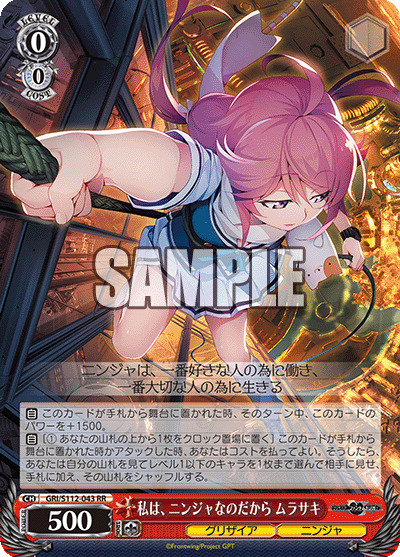 LEVEL
0
0
COST
SAMPLE
ニンジャは、一番好きな人の為に働き、
一番大切な人の為に生きる
このカードが手札から舞台に置かれた時、そのターン中、このカードの
パワーを+1500。
［① あなたの山札の上から1枚をクロック置場に置く］このカードが手札
から舞台に置かれた時かアタックした時、あなたはコストを払ってよい。そうしたら、
あなたは自分の山札を見てレベル1以下のキャラを1枚まで選んで相手に見せ、
手札に加え、その山札をシャッフルする。
CH
GRI/S112-043 RR
私は、ニンジャなのだから ムラサキ
500
グリザイア
ニンジャ
©Frontwing/Project GPT